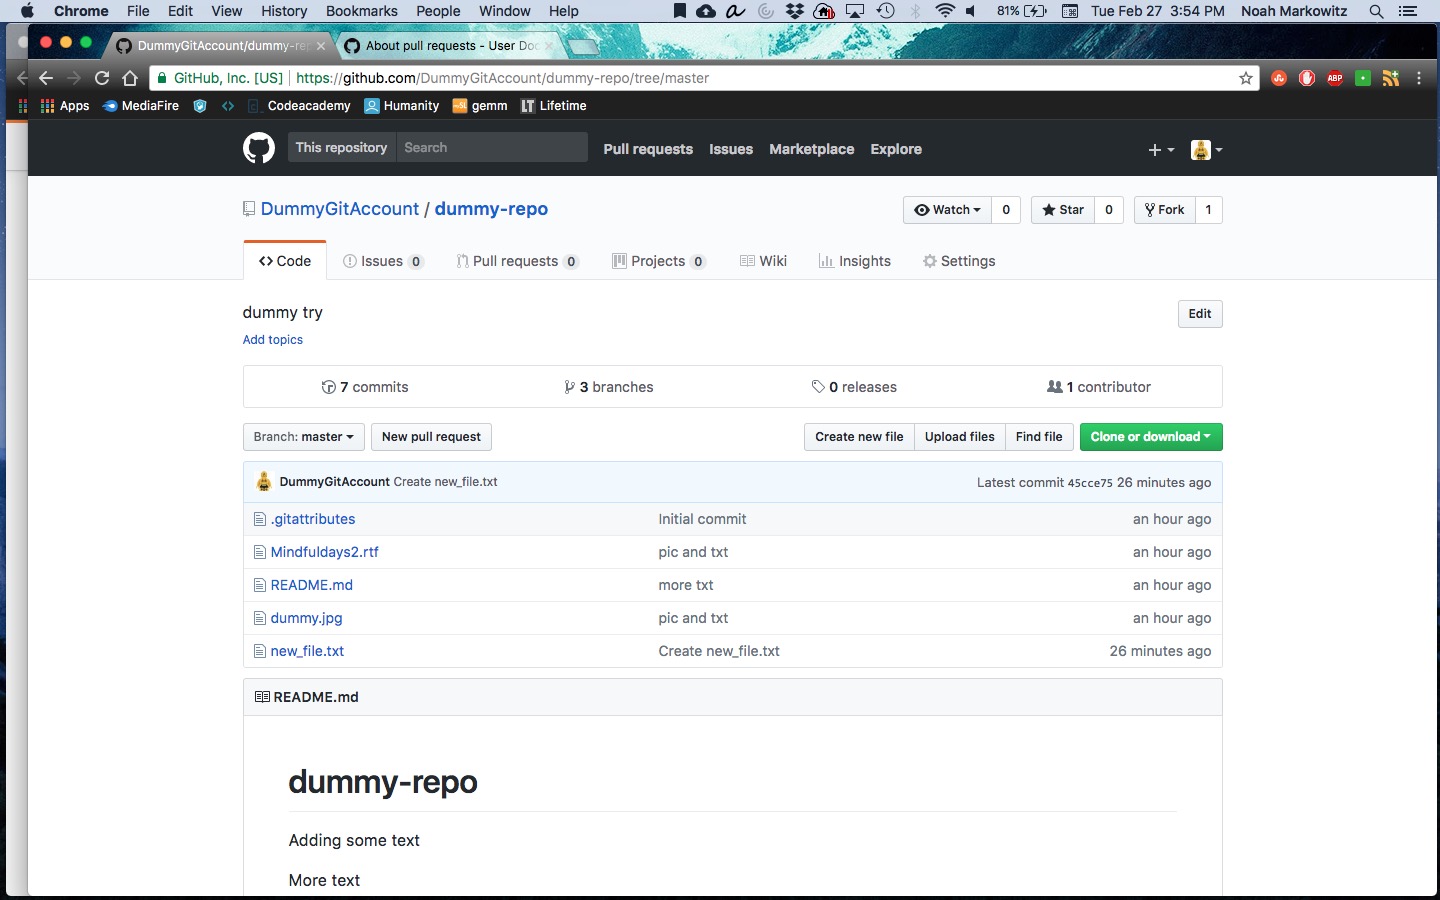 Chrome File Edit View History Bookmarks People Window Help 81% Tue Feb 27 3:54 PM Noah Markowitz
DummyGitAccount/dummy-re About pull requests - User Doc
GitHub, Inc. [US] https://github.com/DummyGitAccount/dummy-repo/tree/master ABP
Apps MediaFire Codeacademy Humanity gemm LT Lifetime
This repository Search Pull requests Issues Marketplace Explore
DummyGitAccount / dummy-repo Watch 0 Star 0 Fork 1
Code Issues 0 Pull requests 0 Projects 0 Wiki Insights Settings
dummy try Edit
Add topics
7 commits 3 branches 0 releases 1 contributor
Branch: master New pull request Create new file Upload files Find file Clone or download
DummyGitAccount Create new_file.txt Latest commit 45cce75 26 minutes ago
.gitattributes Initial commit an hour ago
Mindfuldays2.rtf pic and txt an hour ago
README.md more txt an hour ago
dummy.jpg pic and txt an hour ago
new_file.txt Create new_file.txt 26 minutes ago
README.md
dummy-repo
Adding some text
More text